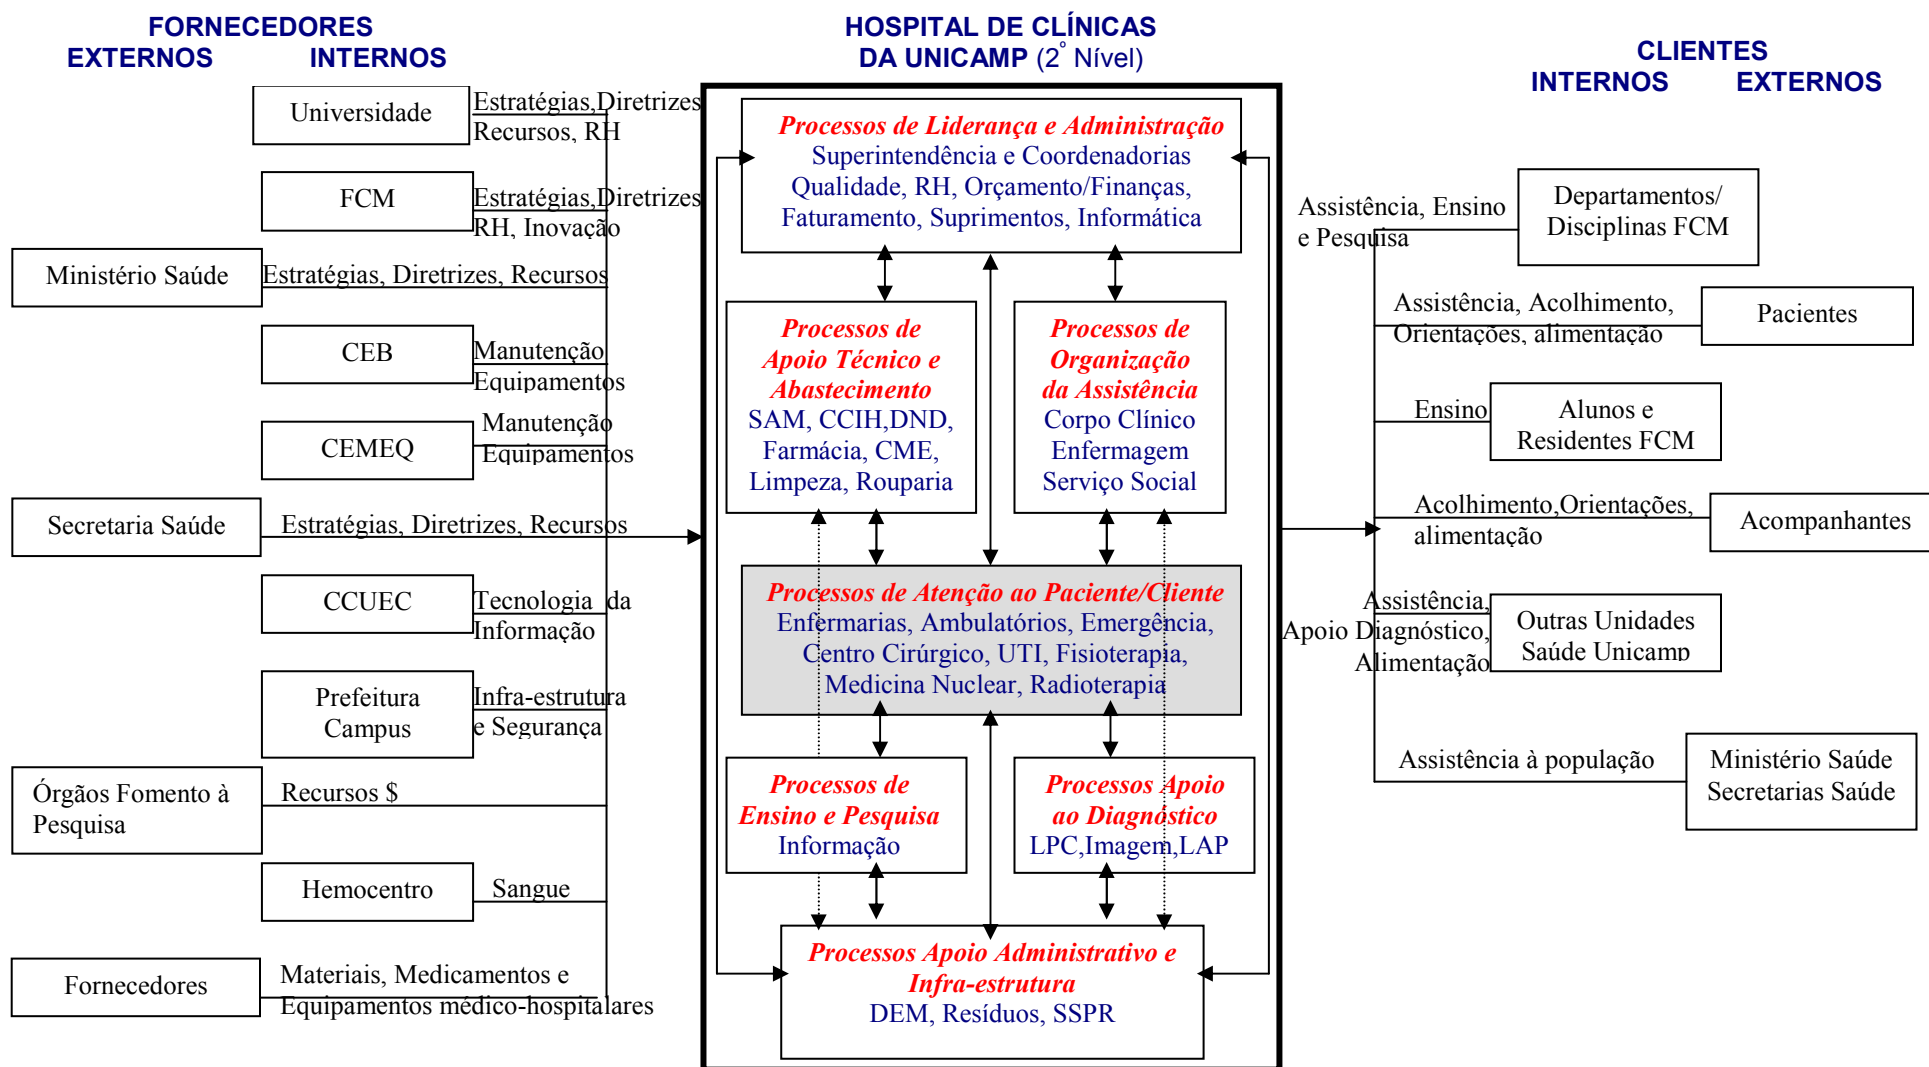 FORNECEDORES
EXTERNOS
INTERNOS
Universidade
Estratégias,Diretrizes
Recursos, RH
FCM
Estratégias,Diretrizes
RH, Inovação
Ministério Saúde
Estratégias, Diretrizes, Recursos
CEB
Manutenção
Equipamentos
CEMEQ
Manutenção
Equipamentos
Secretaria Saúde
Estratégias, Diretrizes, Recursos
CCUEC
Tecnologia da
Informação
Prefeitura
Campus
Infra-estrutura
e Segurança
Órgãos Fomento à
Pesquisa
Recursos $
Hemocentro
Sangue
Fornecedores
Materiais, Medicamentos e
Equipamentos médico-hospitalares
HOSPITAL DE CLÍNICAS
DA UNICAMP (2º Nível)
Processos de Liderança e Administração
Superintendência e Coordenadorias
Qualidade, RH, Orçamento/Finanças,
Faturamento, Suprimentos, Informática
Processos de
Apoio Técnico e
Abastecimento
SAM, CCIH,DND,
Farmácia, CME,
Limpeza, Rouparia
Processos de
Organização
da Assistência
Corpo Clínico
Enfermagem
Serviço Social
Processos de Atenção ao Paciente/Cliente
Enfermarias, Ambulatórios, Emergência,
Centro Cirúrgico, UTI, Fisioterapia,
Medicina Nuclear, Radioterapia
Processos de
Ensino e Pesquisa
Informação
Processos Apoio
ao Diagnóstico
LPC,Imagem,LAP
Processos Apoio Administrativo e
Infra-estrutura
DEM, Resíduos, SSPR
CLIENTES
INTERNOS
EXTERNOS
Assistência, Ensino
e Pesquisa
Departamentos/
Disciplinas FCM
Assistência, Acolhimento,
Orientações, alimentação
Pacientes
Ensino
Alunos e
Residentes FCM
Acolhimento,Orientações,
alimentação
Acompanhantes
Assistência,
Apoio Diagnóstico,
Alimentação
Outras Unidades
Saúde Unicamp
Assistência à população
Ministério Saúde
Secretarias Saúde